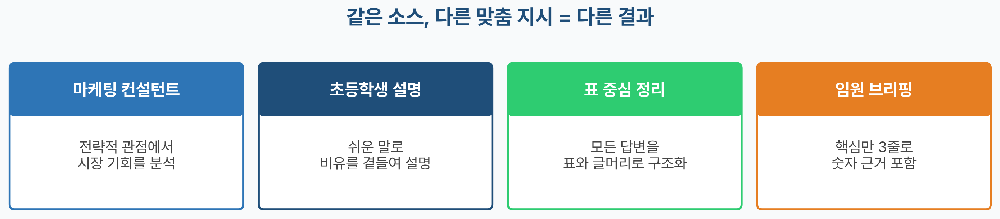 같은 소스, 다른 맞춤 지시 = 다른 결과
마케팅 컨설턴트
전략적 관점에서
시장 기회를 분석
초등학생 설명
쉬운 말로
비유를 곁들여 설명
표 중심 정리
모든 답변을
표와 글머리로 구조화
임원 브리핑
핵심만 3줄로
숫자 근거 포함